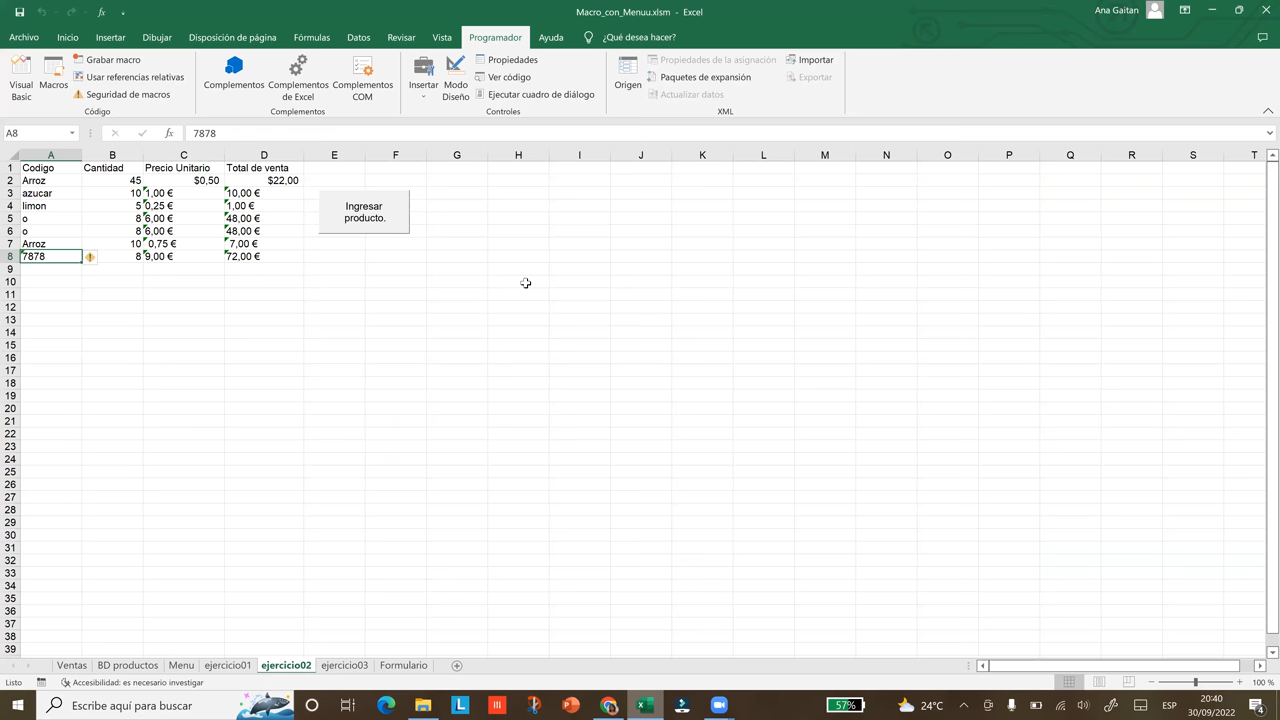 Macro_con_Menuu.xlsm - Excel
Ana Gaitan
Archivo Inicio Insertar Dibujar Disposición de página Fórmulas Datos Revisar Vista Programador Ayuda ¿Qué desea hacer?
Visual Basic
Macros
Grabar macro
Usar referencias relativas
Seguridad de macros
Código
Complementos
Complementos de Excel
Complementos COM
Complementos
Insertar
Modo Diseño
Propiedades
Ver código
Ejecutar cuadro de diálogo
Controles
Origen
Propiedades de la asignación
Paquetes de expansión
Actualizar datos
Importar
Exportar
XML
A8 fx 7878
A B C D E F G H I J K L M N O P Q R S T
1 Codigo Cantidad Precio Unitario Total de venta
2 Arroz 45 $0,50 $22,00
3 azucar 10 1,00 € 10,00 €
4 limon 5 0,25 € 1,00 €
5 o 8 6,00 € 48,00 €
6 o 8 6,00 € 48,00 €
7 Arroz 10 0,75 € 7,00 €
8 7878 8 9,00 € 72,00 €
Ingresar
producto.
9
10
11
12
13
14
15
16
17
18
19
20
21
22
23
24
25
26
27
28
29
30
31
32
33
34
35
36
37
38
39
Ventas BD productos Menu ejercicio01 ejercicio02 ejercicio03 Formulario
Listo Accesibilidad: es necesario investigar 100 %
Escribe aquí para buscar
57%
24°C
ESP
20:40
30/09/2022